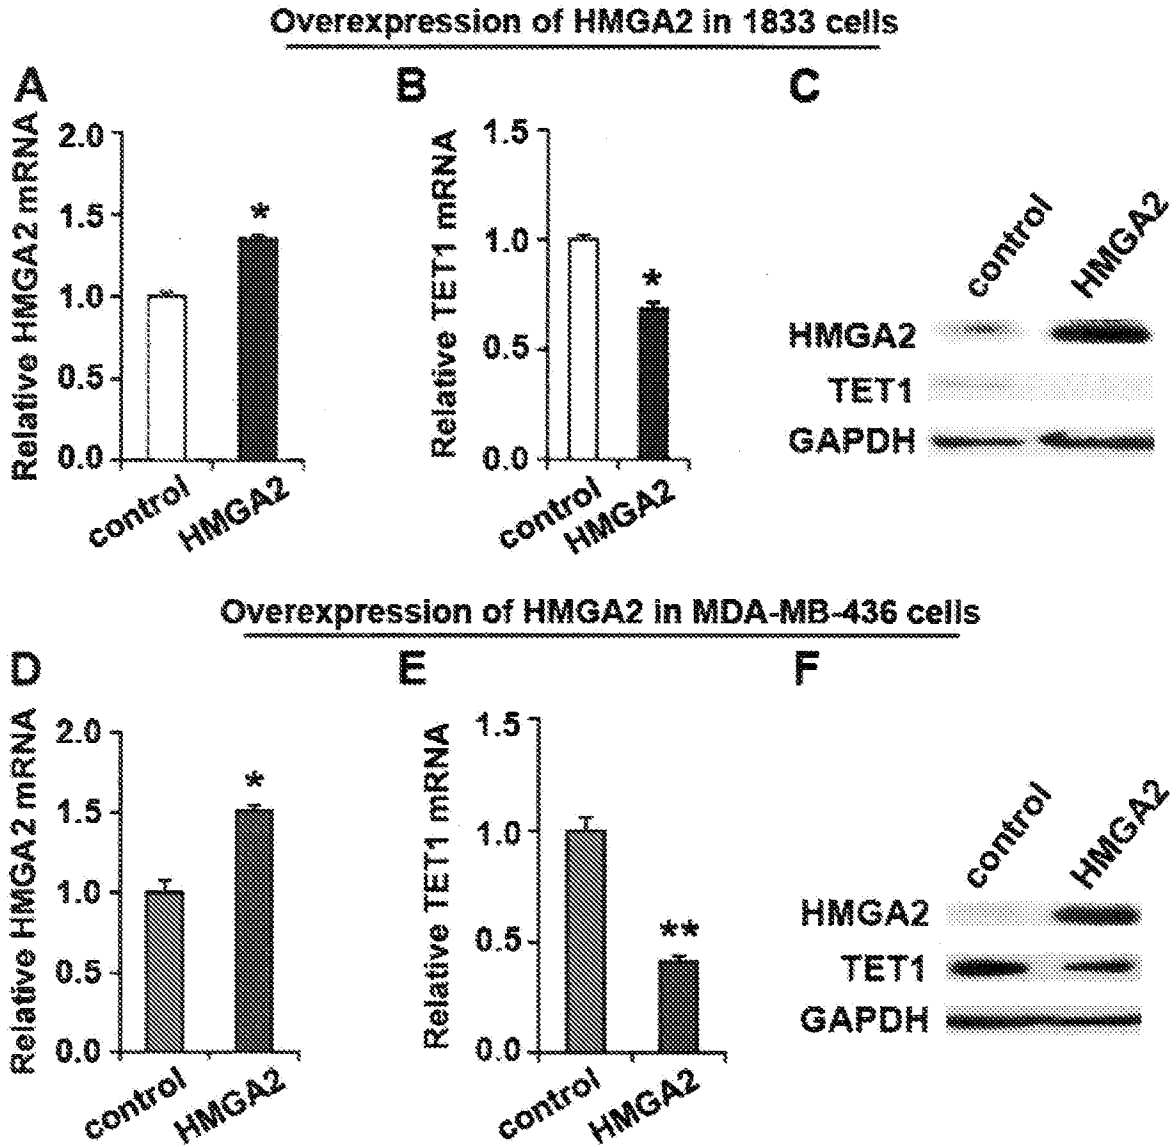 Overexpression of HMGA2 in 1833 cells
A
Relative HMGA2 mRNA
2.0
1.5
1.0
0.5
0.0
*
control
HMGA2
B
Relative TET1 mRNA
1.5
1.0
0.5
0.0
*
control
HMGA2
C
control
HMGA2
HMGA2
TET1
GAPDH
Overexpression of HMGA2 in MDA-MB-436 cells
D
Relative HMGA2 mRNA
2.0
1.5
1.0
0.5
0.0
*
control
HMGA2
E
Relative TET1 mRNA
1.5
1.0
0.5
0.0
**
control
HMGA2
F
control
HMGA2
HMGA2
TET1
GAPDH